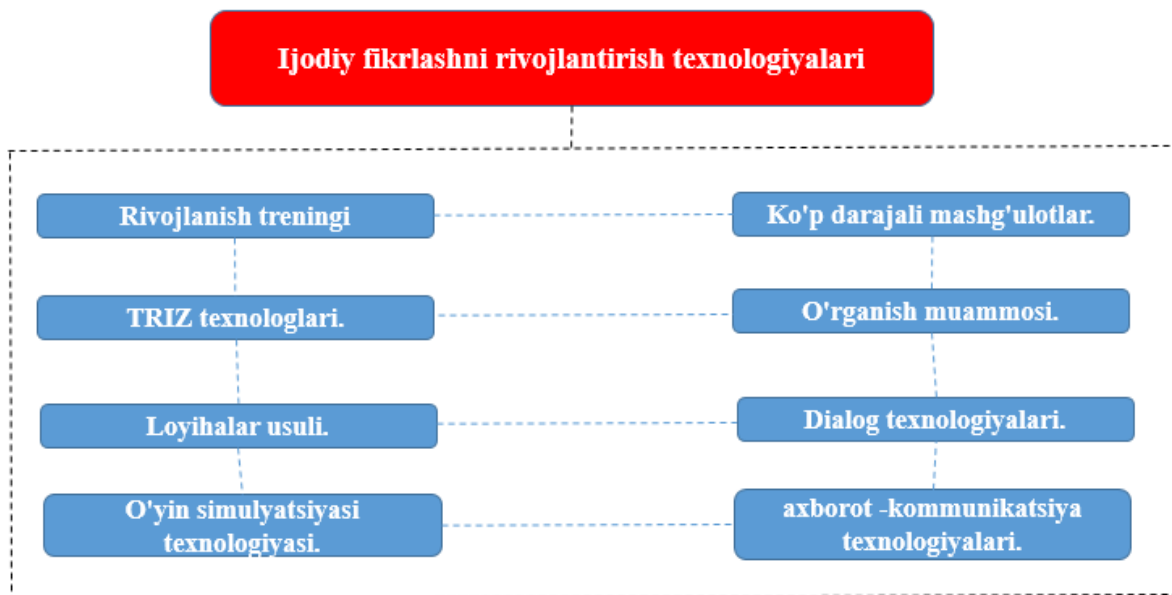 Ijodiy fikrlashni rivojlantirish texnologiyalari
Rivojlanish treningi
Ko'p darajali mashg'ulotlar.
TRIZ texnologlari.
O'rganish muammosi.
Loyihalar usuli.
Dialog texnologiyalari.
O'yin simulyatsiyasi
texnologiyasi.
axborot -kommunikatsiya
texnologiyalari.